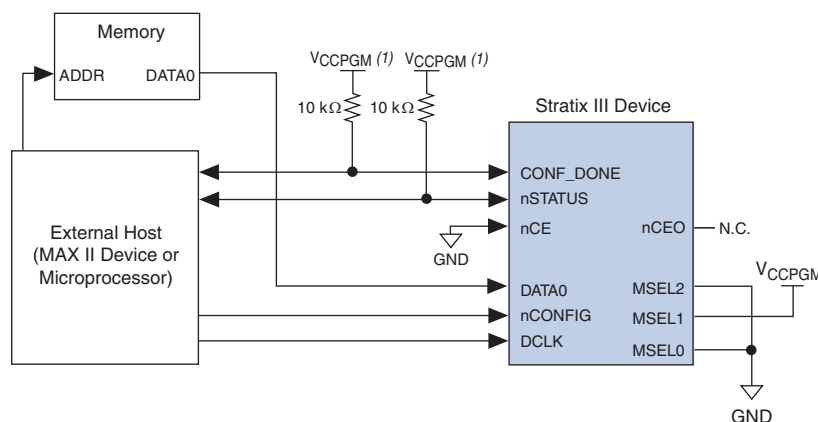 Memory
ADDR DATA0
VCCPGM (1) VCCPGM (1)
10 kΩ 10 kΩ
Stratix III Device
External Host
(MAX II Device or
Microprocessor)
CONF_DONE
nSTATUS
nCE
GND
nCEO N.C.
VCCPGM
DATA0
nCONFIG
DCLK
MSEL2
MSEL1
MSEL0
GND